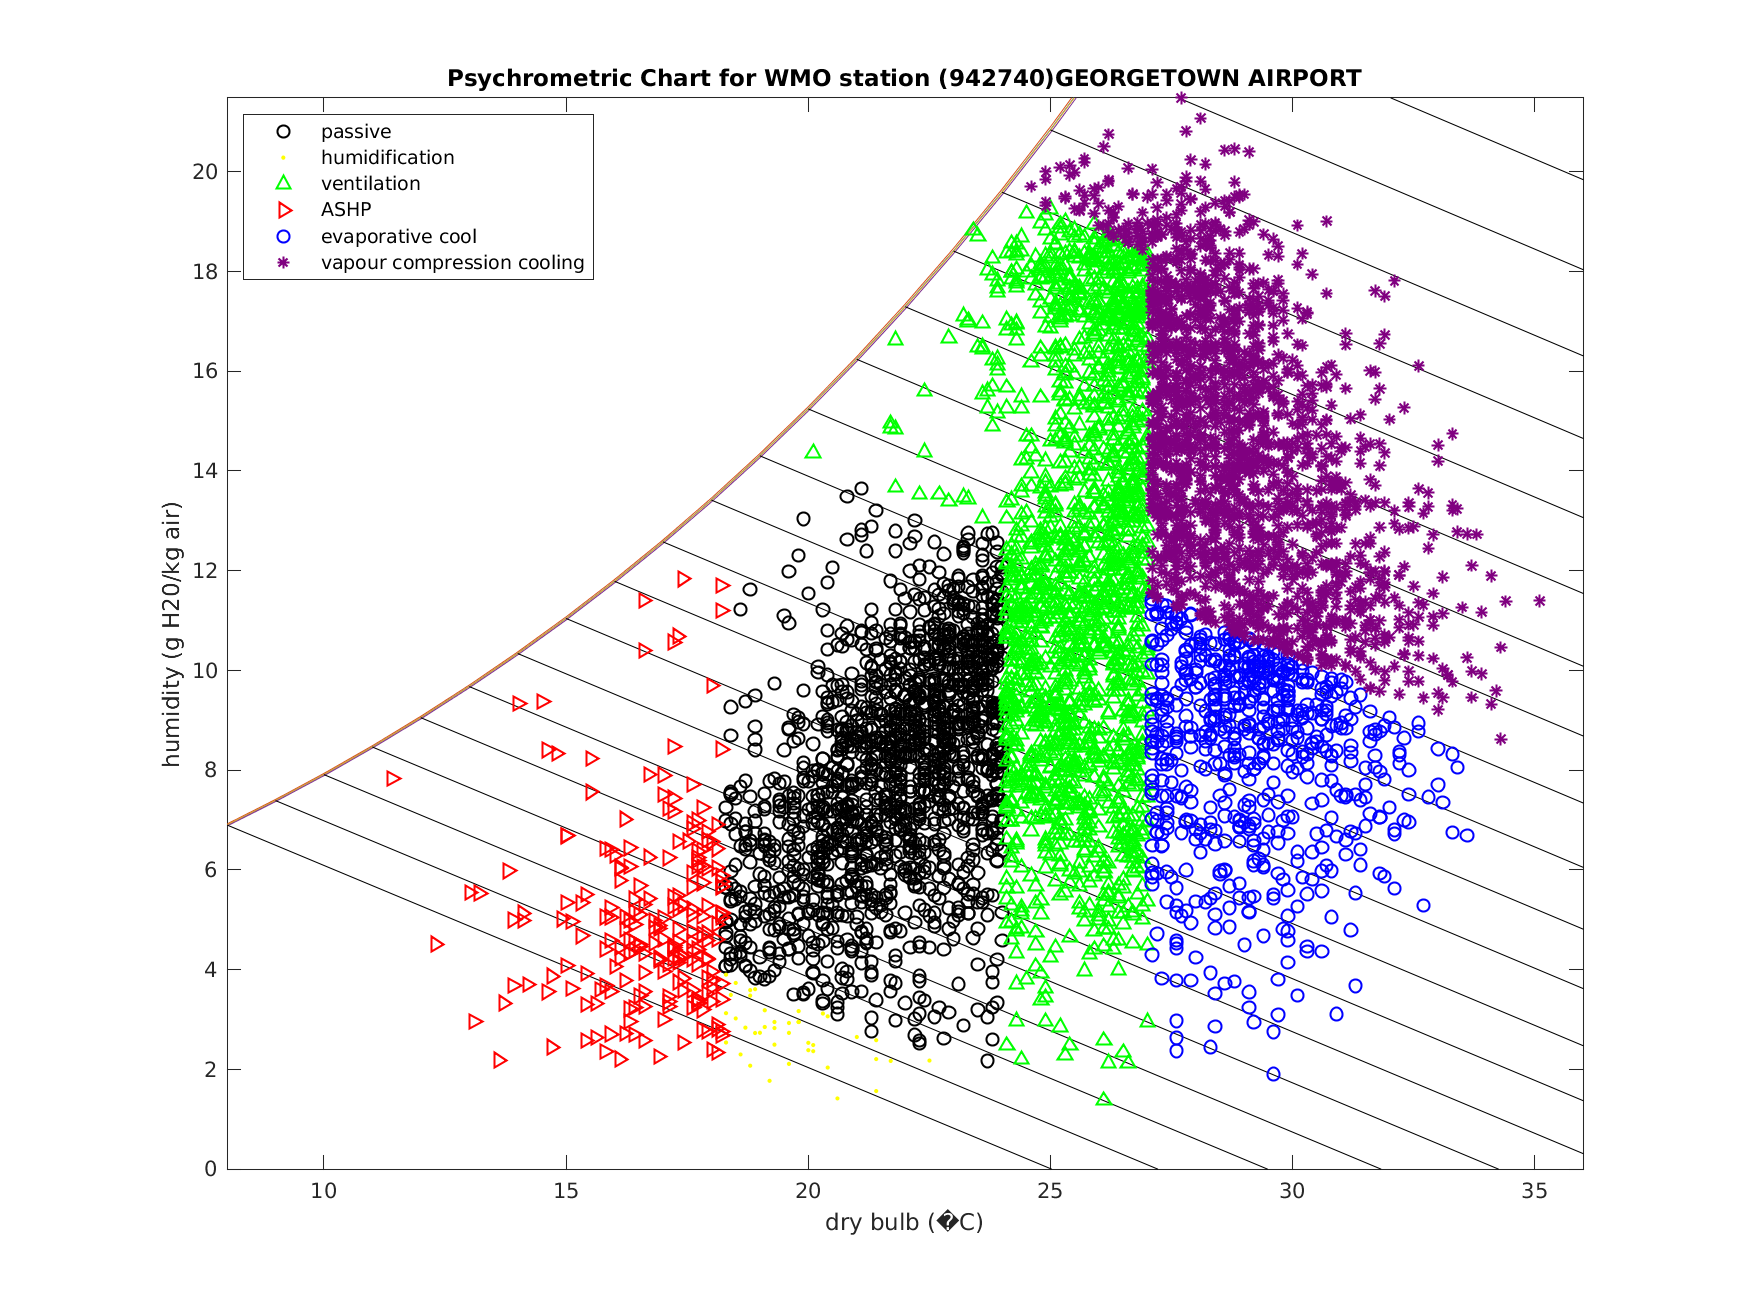 Psychrometric Chart for WMO station (942740)GEORGETOWN AIRPORT
passive
humidification
ventilation
ASHP
evaporative cool
vapour compression cooling
humidity (g H20/kg air)
20
18
16
14
12
10
8
6
4
2
0
10 15 20 25 30 35
dry bulb (�C)